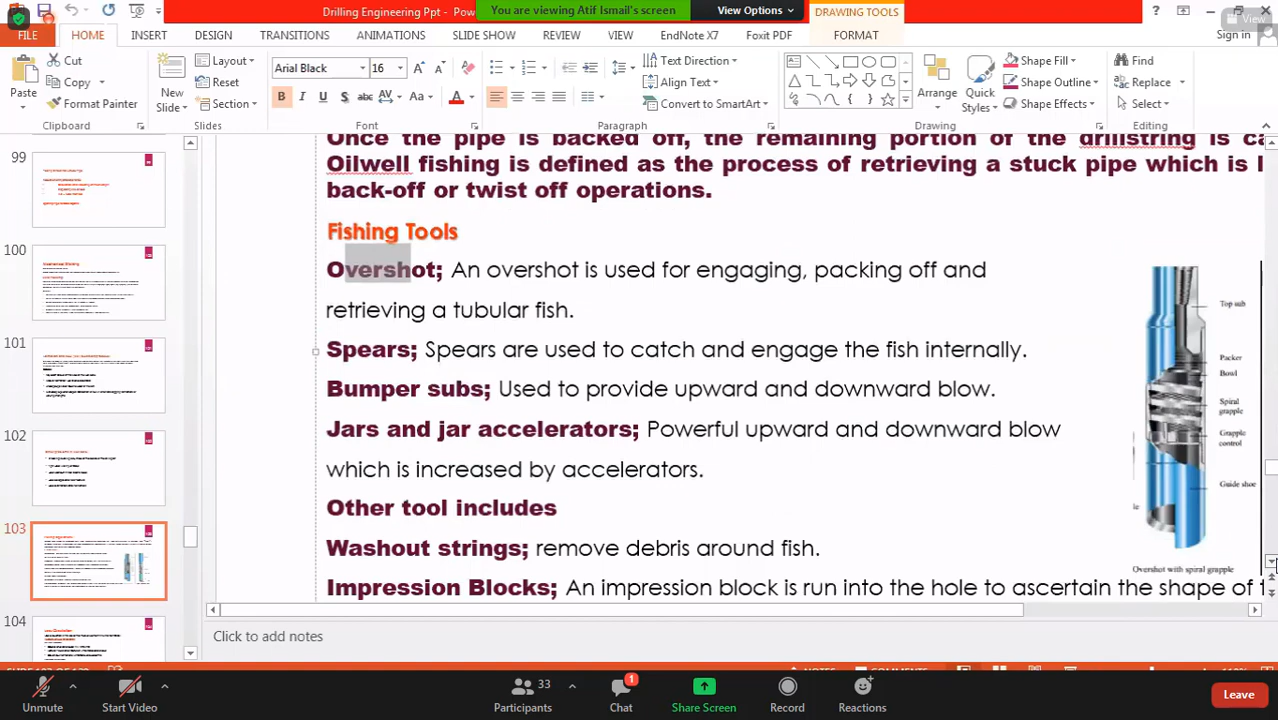 Drilling Engineering Ppt - Pow
You are viewing Atif Ismail's screen
View Options
DRAWING TOOLS
?
View
FILE
HOME
INSERT
DESIGN
TRANSITIONS
ANIMATIONS
SLIDE SHOW
REVIEW
VIEW
EndNote X7
Foxit PDF
FORMAT
Sign in
Paste
Cut
Copy
Format Painter
Clipboard
New
Slide
Layout
Reset
Section
Slides
Arial Black
16
B I U S abc AV Aa A
Font
Text Direction
Align Text
Convert to SmartArt
Paragraph
Arrange
Quick
Styles
Shape Fill
Shape Outline
Shape Effects
Drawing
Find
Replace
Select
Editing
99
100
101
102
103
104
Once the pipe is backed off, the remaining portion of the drillstring is ca
Oilwell fishing is defined as the process of retrieving a stuck pipe which is l
back-off or twist off operations.
Fishing Tools
Overshot; An overshot is used for engaging, packing off and
retrieving a tubular fish.
Spears; Spears are used to catch and engage the fish internally.
Bumper subs; Used to provide upward and downward blow.
Jars and jar accelerators; Powerful upward and downward blow
which is increased by accelerators.
Other tool includes
Washout strings; remove debris around fish.
Impression Blocks; An impression block is run into the hole to ascertain the shape of t
Top sub
Packer
Bowl
Spiral
grapple
Grapple
control
Guide shoe
le
Overshot with spiral grapple
Click to add notes
Unmute
Start Video
33
Participants
1
Chat
Share Screen
Record
Reactions
Leave